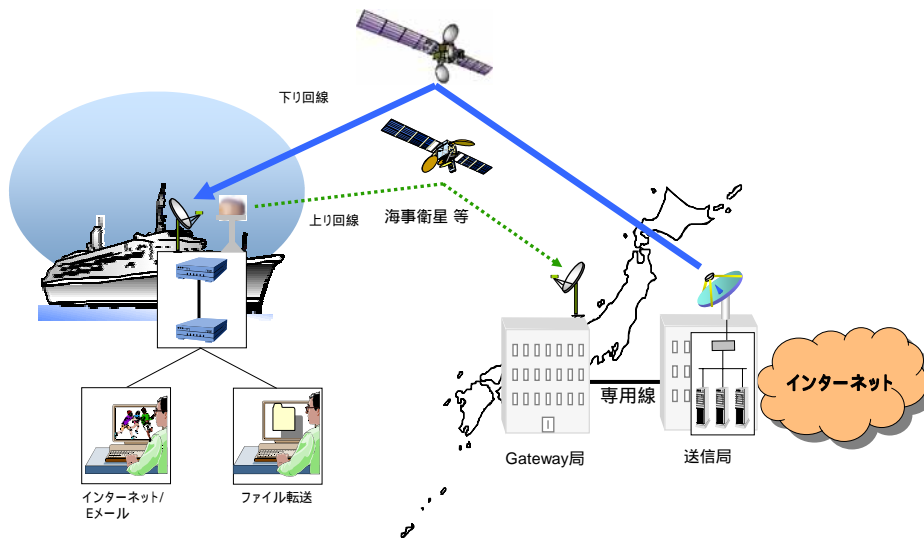 下り回線
上り回線
海事衛星 等
インターネット
専用線
Gateway局
送信局
インターネット/
Eメール
ファイル転送